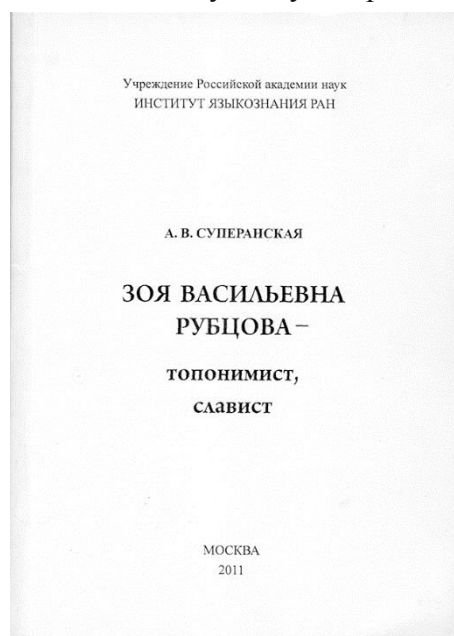 Учреждение Российской академии наук
ИНСТИТУТ ЯЗЫКОЗНАНИЯ РАН
А. В. СУПЕРАНСКАЯ
ЗОЯ ВАСИЛЬЕВНА
РУБЦОВА –
топонимист,
славист
МОСКВА
2011